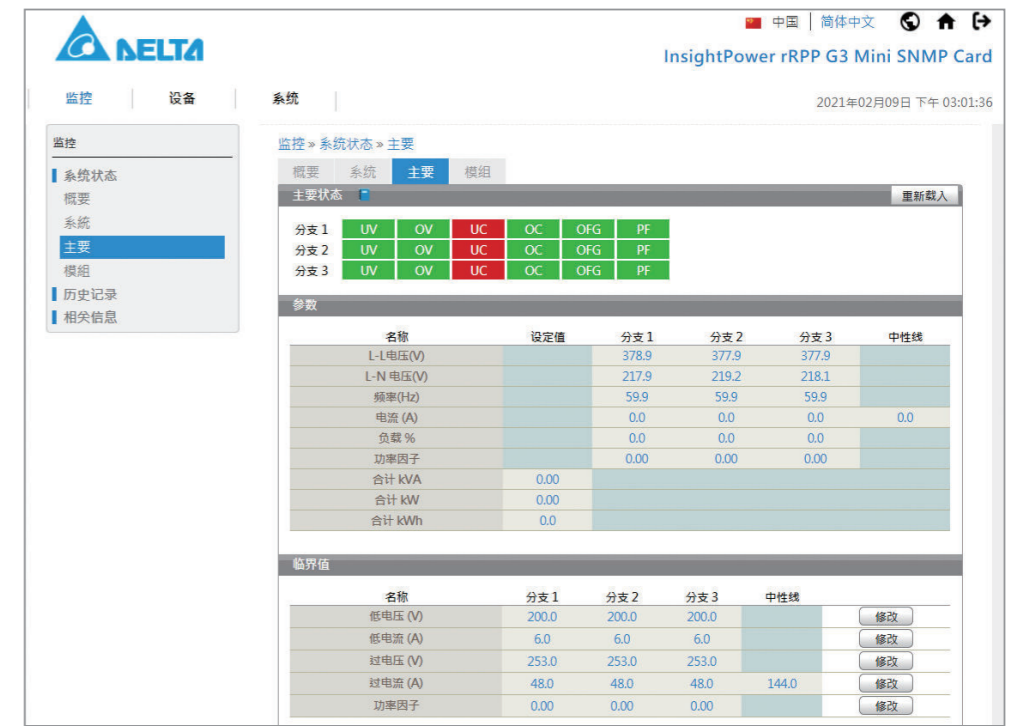 中国 | 简体中文
DELTA
InsightPower rRPP G3 Mini SNMP Card
监控 设备 系统
2021年02月09日 下午 03:01:36
监控
系统状态
概要
系統
主要
模組
历史记录
相关信息
监控 » 系统状态 » 主要
概要 系统 主要 模组
主要状态 重新载入
分支 1 UV OV UC OC OFG PF
分支 2 UV OV UC OC OFG PF
分支 3 UV OV UC OC OFG PF
参数
名称 设定值 分支 1 分支 2 分支 3 中性线
L-L电压(V) 378.9 377.9 377.9
L-N 电压(V) 217.9 219.2 218.1
频率(Hz) 59.9 59.9 59.9
电流 (A) 0.0 0.0 0.0 0.0
负载 % 0.0 0.0 0.0
功率因子 0.00 0.00 0.00
合计 kVA 0.00
合计 kW 0.00
合计 kWh 0.0
临界值
名称 分支 1 分支 2 分支 3 中性线
低电压 (V) 200.0 200.0 200.0 修改
低电流 (A) 6.0 6.0 6.0 修改
过电压 (V) 253.0 253.0 253.0 修改
过电流 (A) 48.0 48.0 48.0 144.0 修改
功率因子 0.00 0.00 0.00 修改